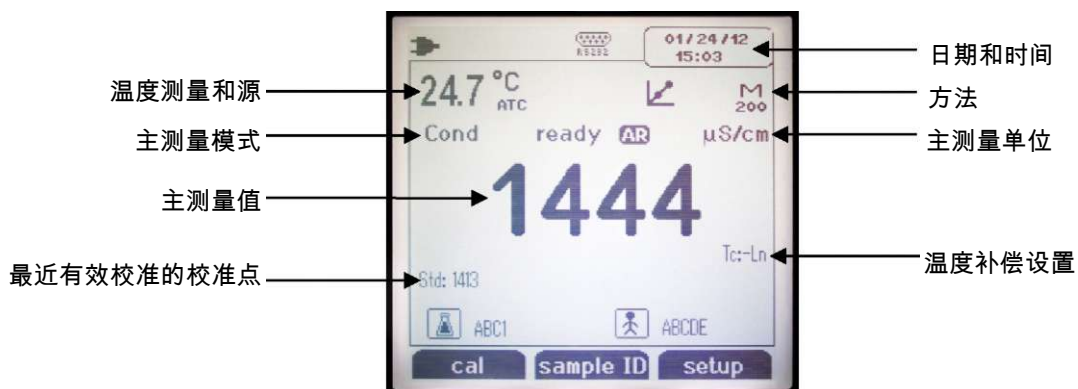 RS232
01/24/12
15:03
日期和时间
温度测量和源
24.7 °C
ATC
M
200
方法
主测量模式
Cond ready AR µS/cm
主测量单位
主测量值
1444
Tc:-Ln
温度补偿设置
最近有效校准的校准点
Std: 1413
ABC1 ABCDE
cal sample ID setup